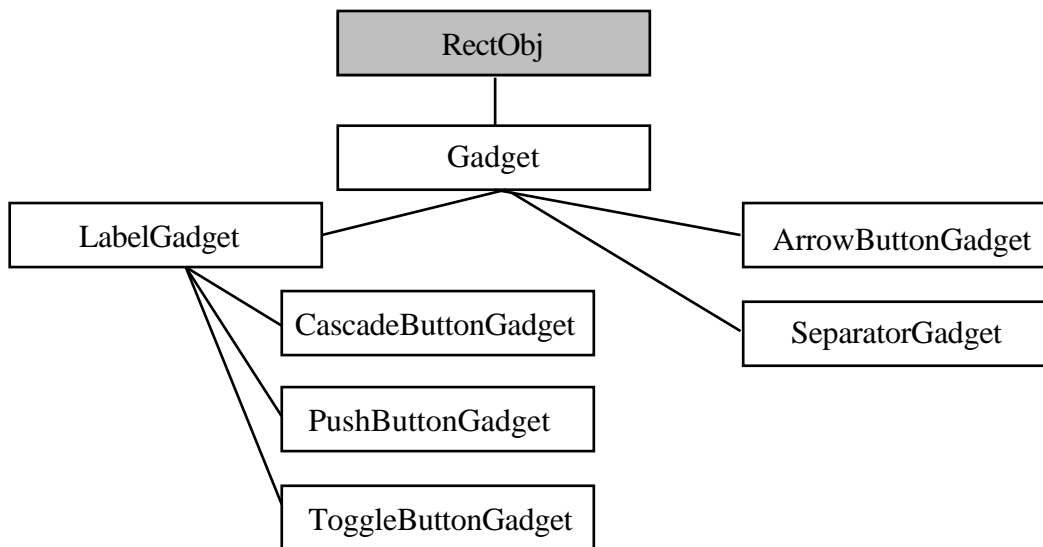 RectObj
Gadget
LabelGadget
ArrowButtonGadget
CascadeButtonGadget
SeparatorGadget
PushButtonGadget
ToggleButtonGadget